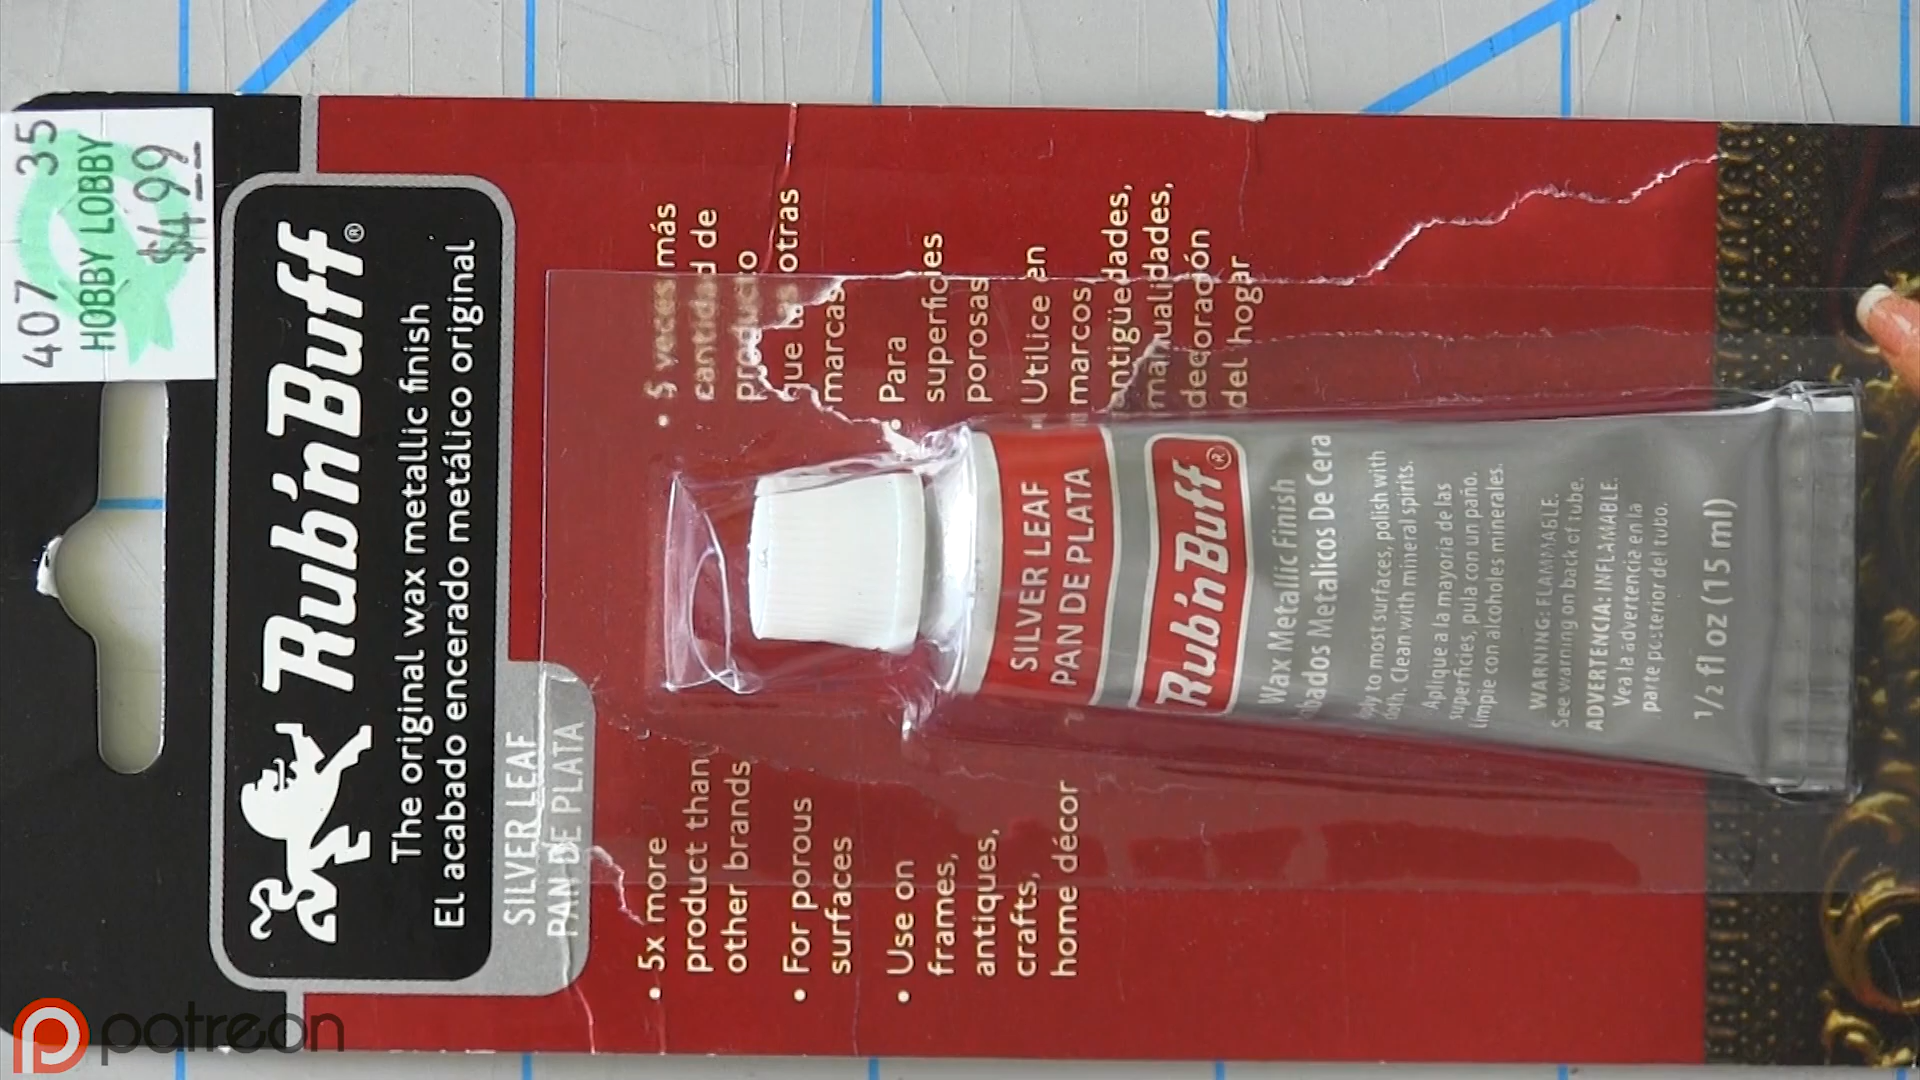 407 35
HOBBY LOBBY
$4.99
Rub 'n Buff®
The original wax metallic finish
El acabado encerado metálico original
SILVER LEAF
PAN DE PLATA
• 5x more
product than
other brands
• For porous
surfaces
• Use on
frames,
antiques,
crafts,
home décor
• 5 veces más
cantidad de
producto
que las otras
marcas
• Para
superficies
porosas
• Utilice en
marcos,
antigüedades,
manualidades,
decoración
del hogar
SILVER LEAF
PAN DE PLATA
Rub 'n Buff®
Wax Metallic Finish
Metalicos De Cera
to most surfaces, polish with
cloth. Clean with mineral spirits.
Aplique a la mayoria de las
superficies, pula con un paño.
Limpie con alcoholes minerales.
WARNING: FLAMMABLE.
See warning on back of tube.
ADVERTENCIA: INFLAMABLE.
Vea la advertencia en la
parte posterior del tubo.
1/2 fl oz (15 ml)
patreon